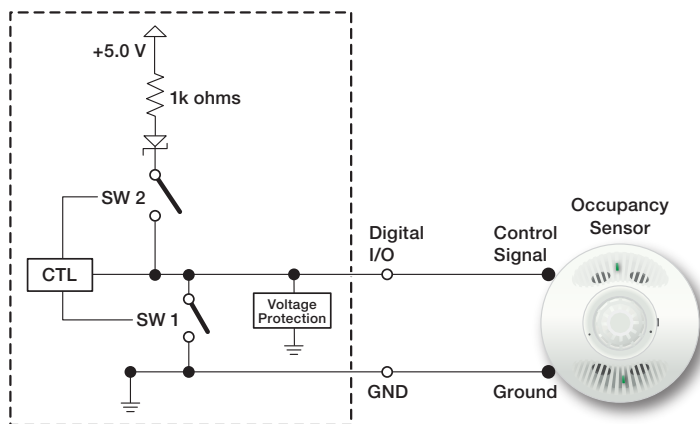 +5.0 V
1k ohms
SW 2
CTL
SW 1
Voltage
Protection
Digital
I/O
GND
Control
Signal
Ground
Occupancy
Sensor